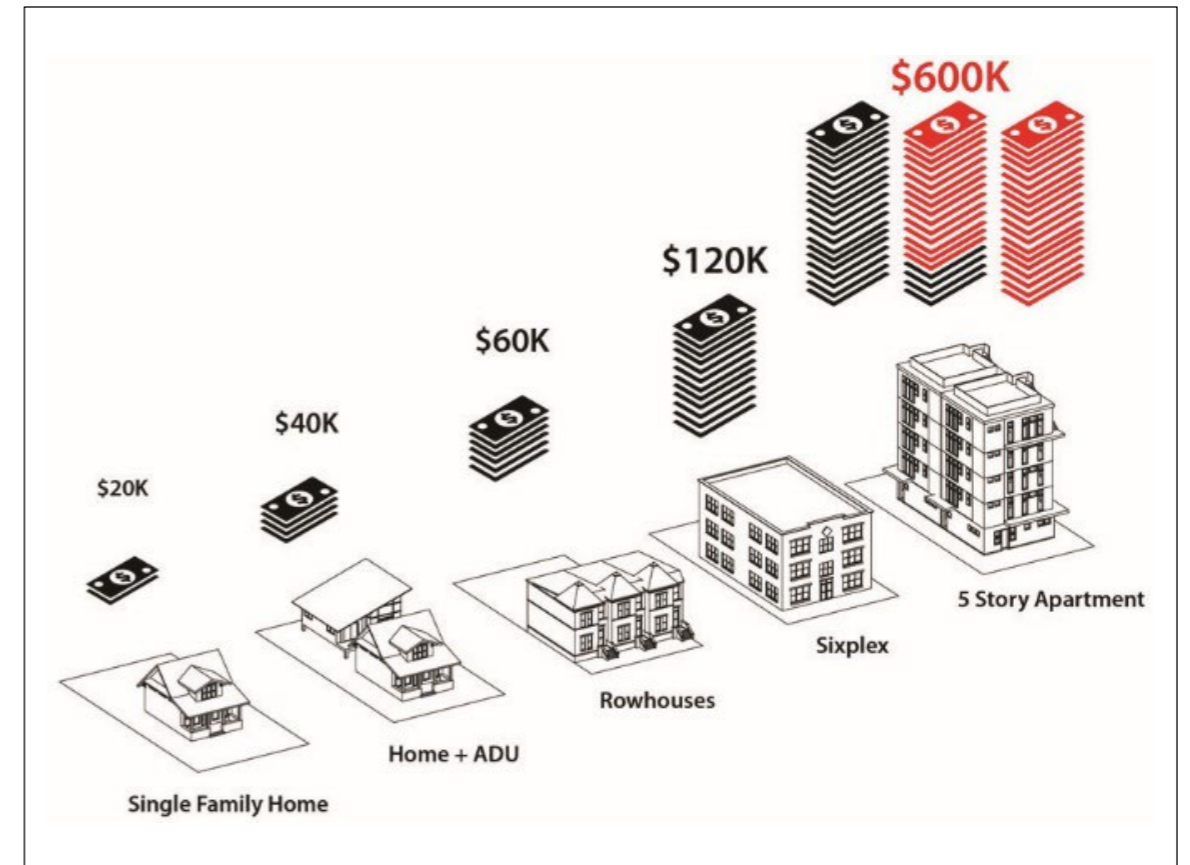 $600K
$120K
$60K
$40K
$20K
5 Story Apartment
Sixplex
Rowhouses
Home + ADU
Single Family Home